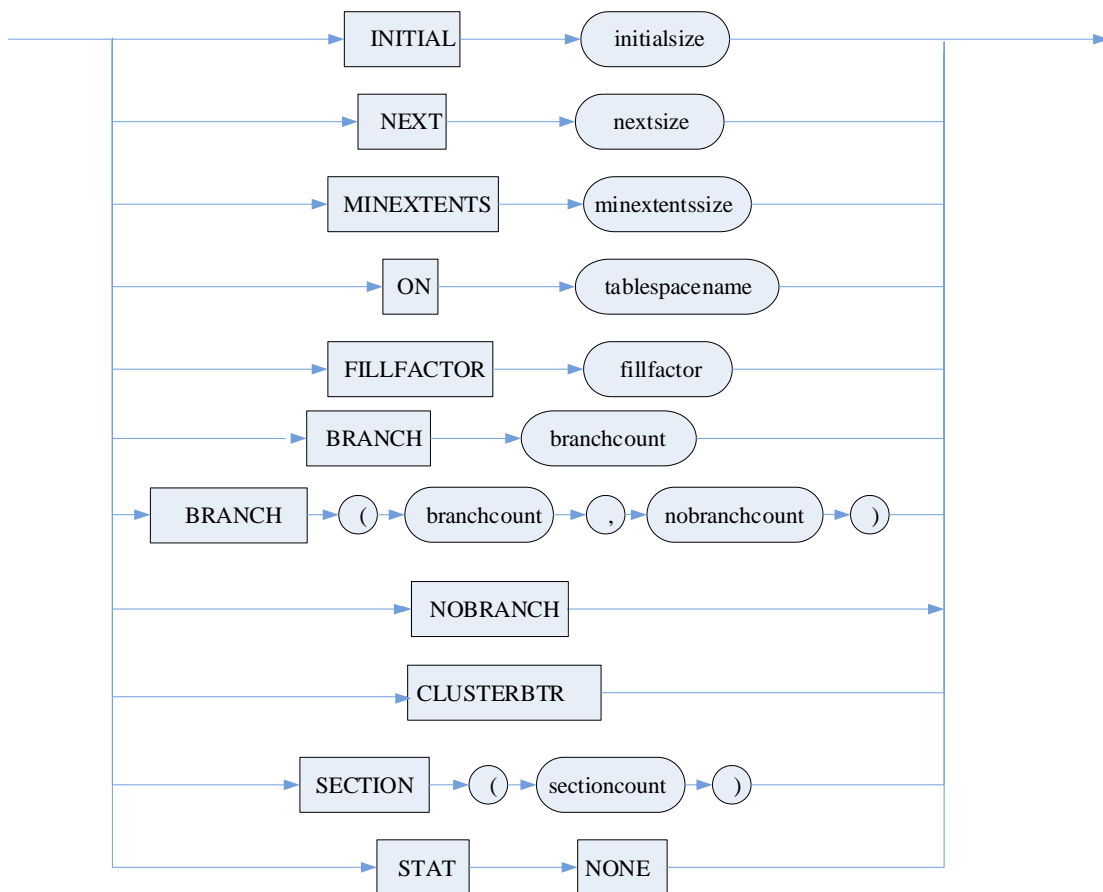 INITIAL initialsize
NEXT nextsize
MINEXTENTS minextentssize
ON tablespacename
FILLFACTOR fillfactor
BRANCH branchcount
BRANCH ( branchcount , nobranchcount )
NOBRANCH
CLUSTERBTR
SECTION ( sectioncount )
STAT NONE